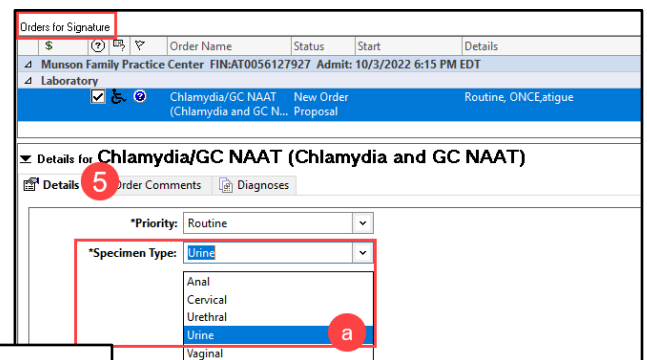 Orders for Signature
$ ? Order Name Status Start Details
Munson Family Practice Center FIN:AT0056127927 Admit: 10/3/2022 6:15 PM EDT
Laboratory
Chlamydia/GC NAAT New Order Routine, ONCE,atigue
(Chlamydia and GC N... Proposal
Details for Chlamydia/GC NAAT (Chlamydia and GC NAAT)
Details 5 Order Comments Diagnoses
*Priority: Routine
*Specimen Type: Urine
Anal
Cervical
Urethral
Urine a
Vaginal